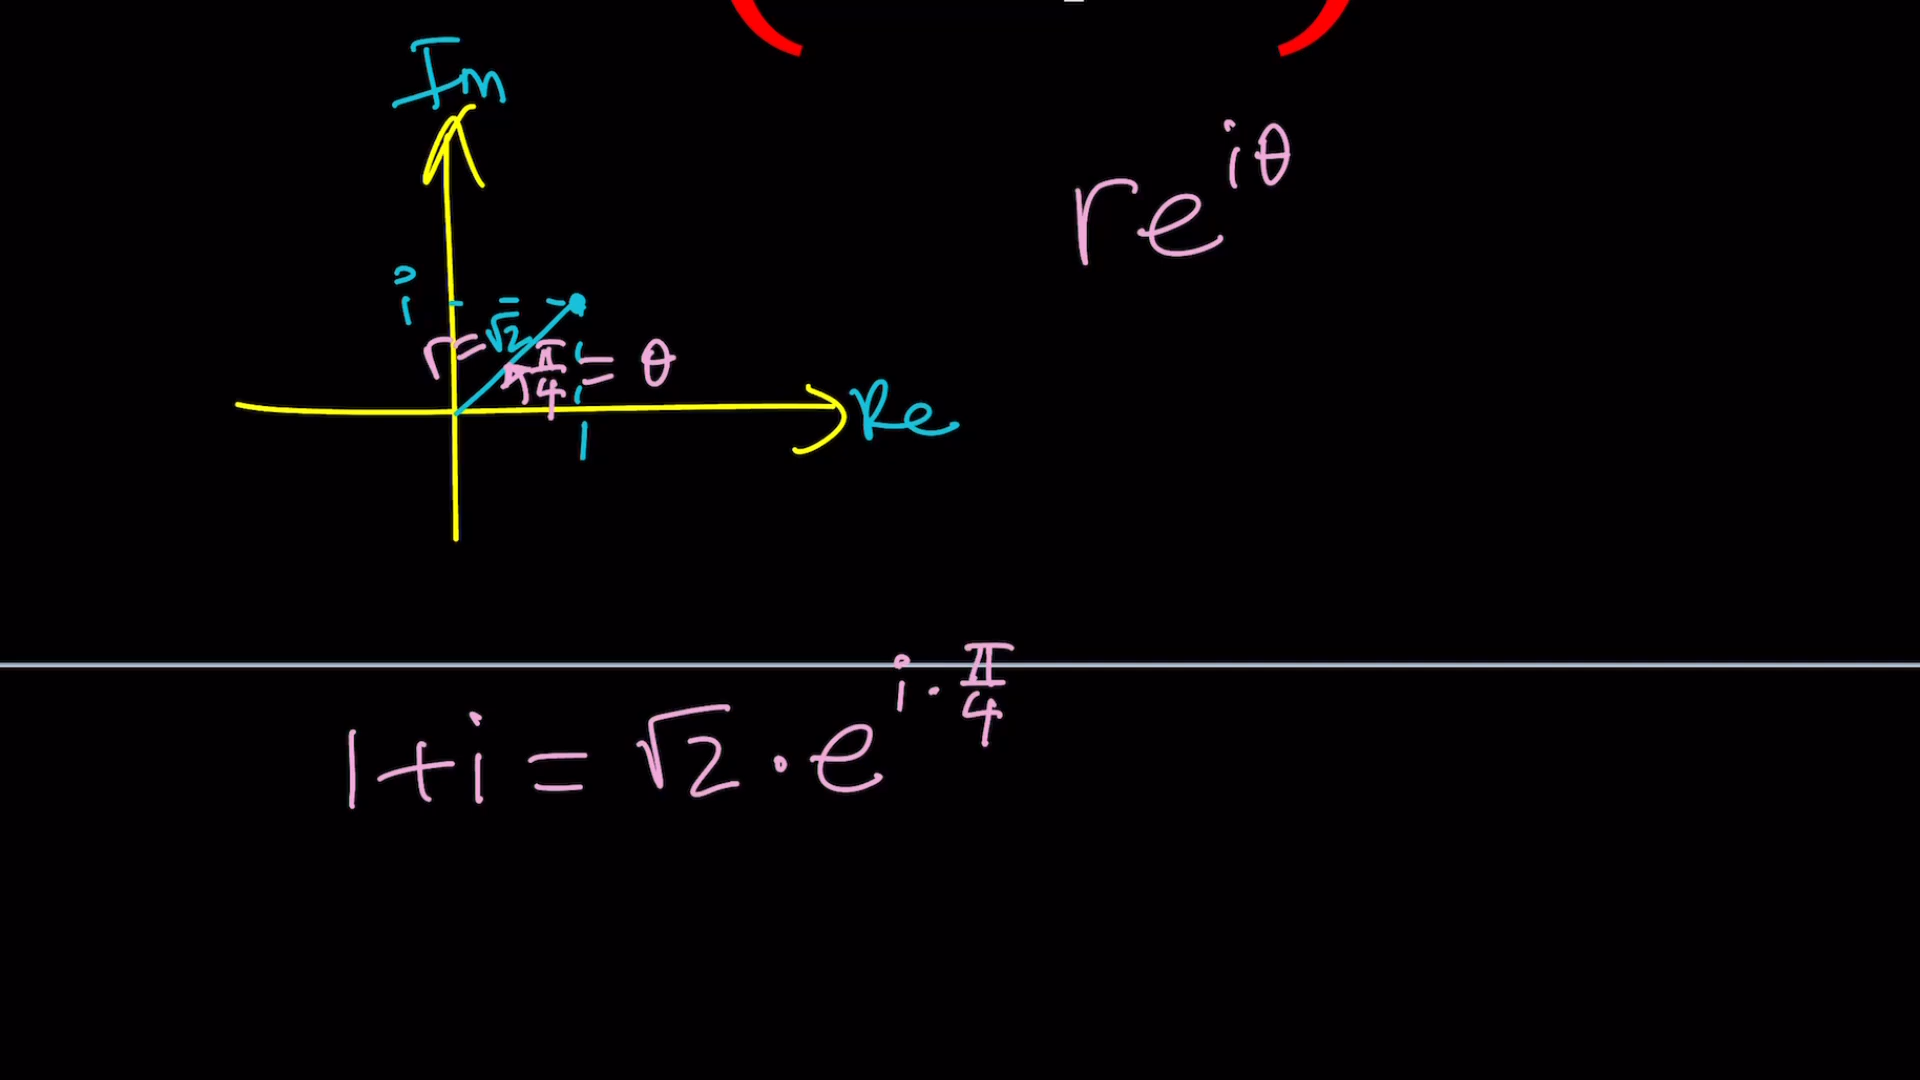 Im
re^{iθ}
i
r = √2
π/4 = θ
Re
1
1+i = √2 · e^{i · π/4}